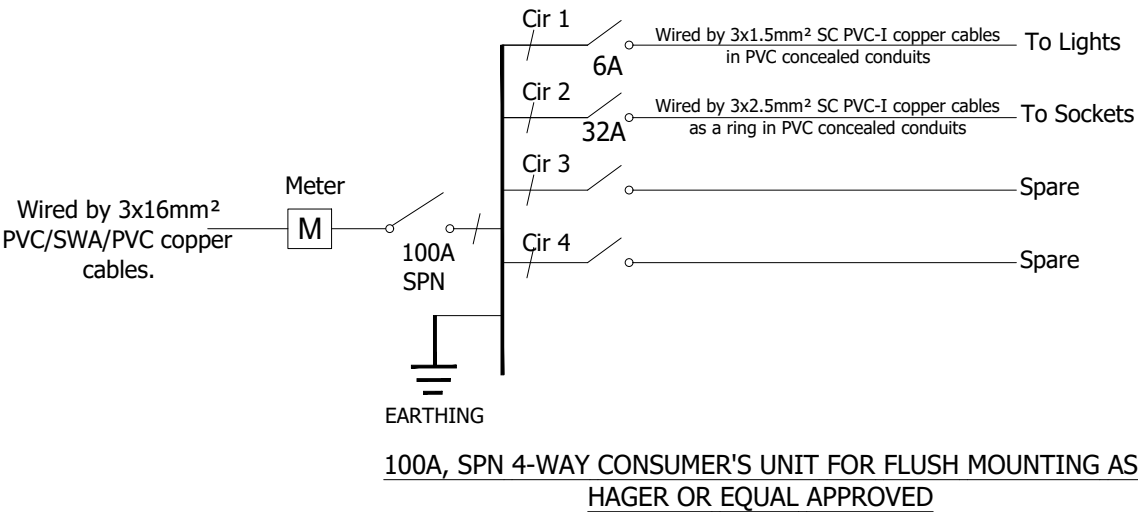 Cir 1
Wired by 3x1.5mm² SC PVC-I copper cables
in PVC concealed conduits
To Lights
6A
Cir 2
Wired by 3x2.5mm² SC PVC-I copper cables
as a ring in PVC concealed conduits
To Sockets
32A
Cir 3
Spare
Meter
M
Wired by 3x16mm²
PVC/SWA/PVC copper
cables.
100A
SPN
Cir 4
Spare
EARTHING
100A, SPN 4-WAY CONSUMER'S UNIT FOR FLUSH MOUNTING AS
HAGER OR EQUAL APPROVED